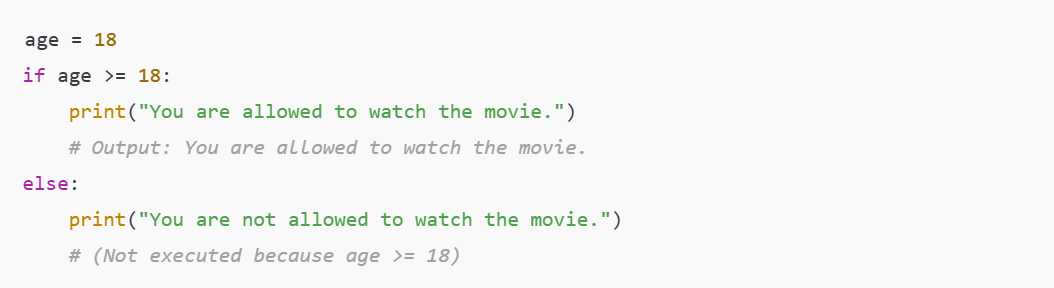 age = 18
if age >= 18:
    print("You are allowed to watch the movie.")
    # Output: You are allowed to watch the movie.
else:
    print("You are not allowed to watch the movie.")
    # (Not executed because age >= 18)